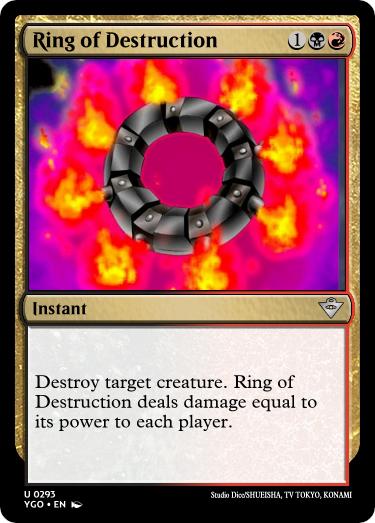 Ring of Destruction 1
Instant
Destroy target creature. Ring of
Destruction deals damage equal to
its power to each player.
U 0293
YGO • EN Studio Dice/SHUEISHA, TV TOKYO, KONAMI